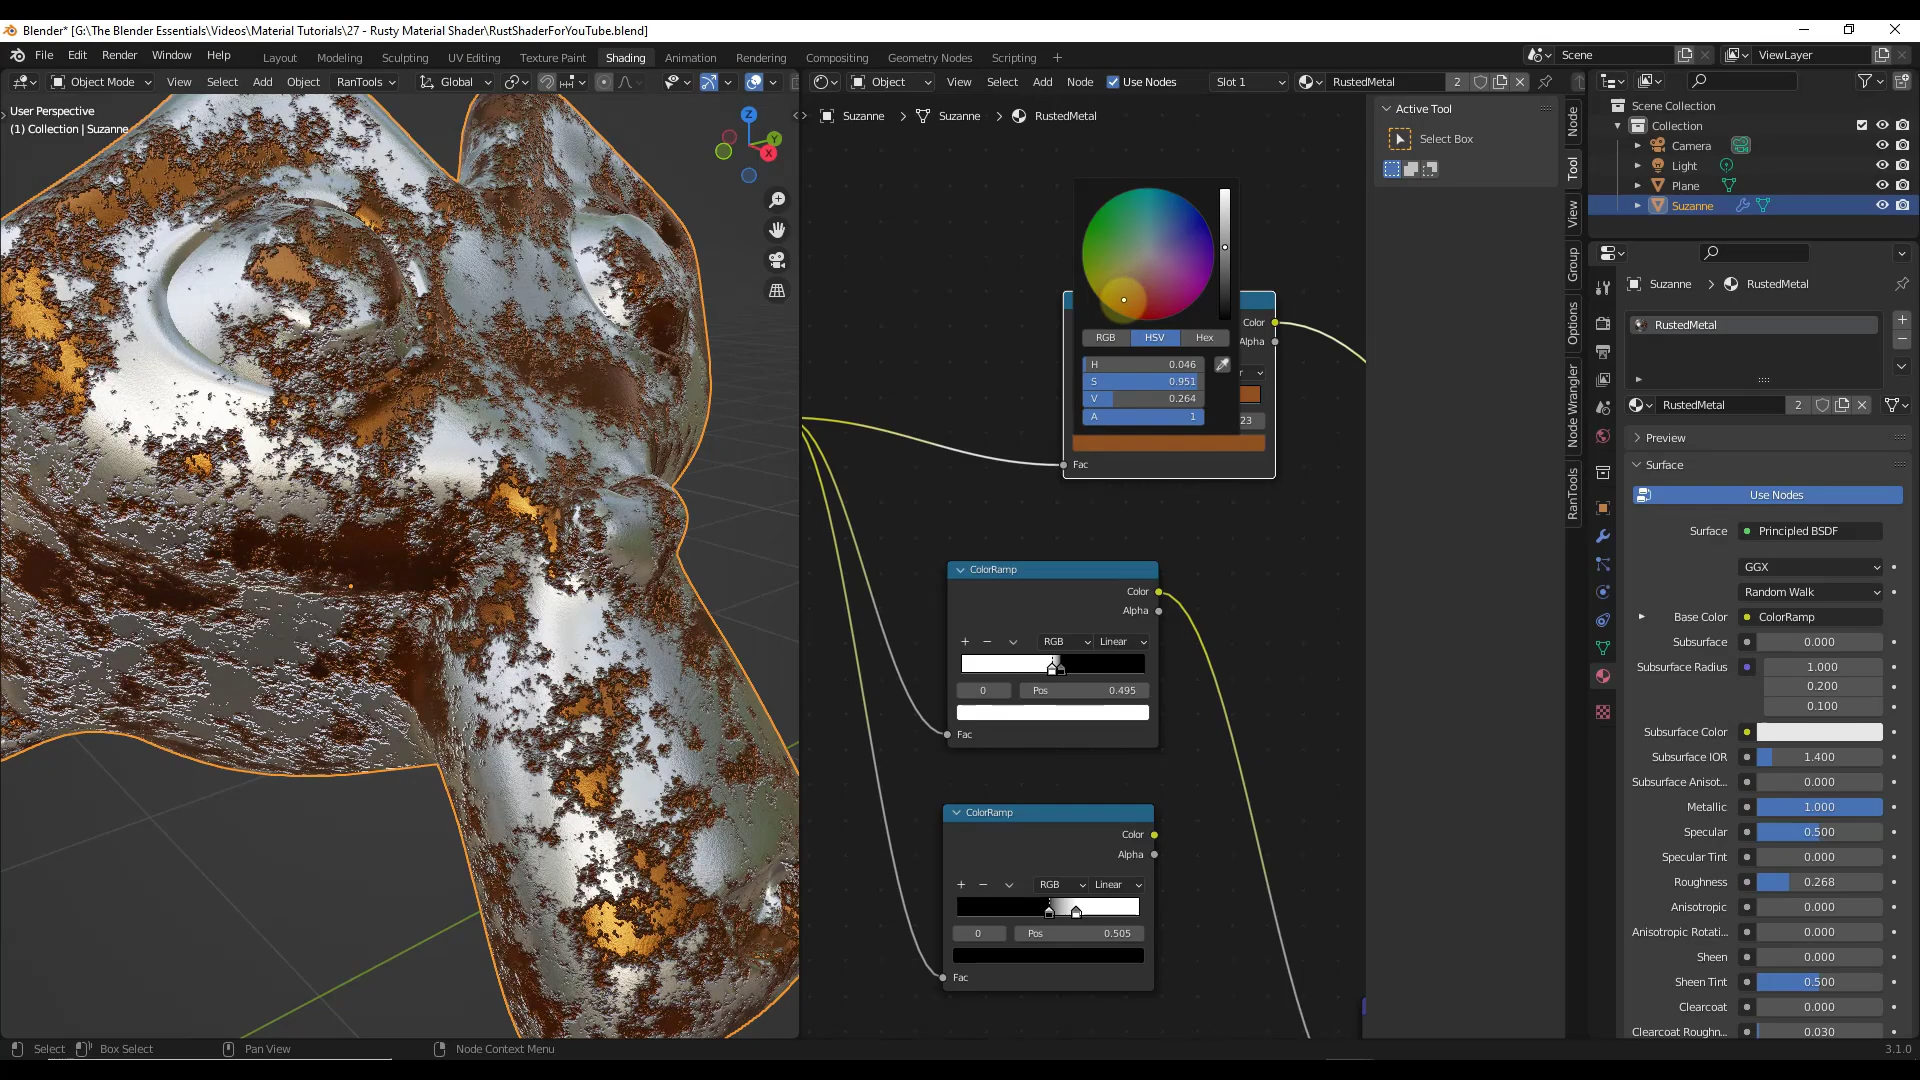 Blender* [G:\The Blender Essentials\Videos\Material Tutorials\27 - Rusty Material Shader\RustShaderForYouTube.blend]
File Edit Render Window Help Layout Modeling Sculpting UV Editing Texture Paint Shading Animation Rendering Compositing Geometry Nodes Scripting + Scene ViewLayer
Object Mode View Select Add Object RanTools Global Object View Select Add Node Use Nodes Slot 1 RustedMetal 2
User Perspective
(1) Collection | Suzanne
Z
Y
X
Suzanne > Suzanne > RustedMetal
Color
Alpha
RGB HSV Hex
H 0.046
S 0.951
V 0.264
A 1
r
23
Fac
ColorRamp
Color
Alpha
+ − RGB Linear
0 Pos 0.495
Fac
ColorRamp
Color
Alpha
+ − RGB Linear
0 Pos 0.505
Fac
Active Tool
Select Box
Node
Tool
View
Group
Options
Node Wrangler
RanTools
Scene Collection
Collection
Camera
Light
Plane
Suzanne
Suzanne > RustedMetal
RustedMetal
RustedMetal 2
Preview
Surface
Use Nodes
Surface Principled BSDF
GGX
Random Walk
Base Color ColorRamp
Subsurface 0.000
Subsurface Radius 1.000
0.200
0.100
Subsurface Color
Subsurface IOR 1.400
Subsurface Anisot... 0.000
Metallic 1.000
Specular 0.500
Specular Tint 0.000
Roughness 0.268
Anisotropic 0.000
Anisotropic Rotati... 0.000
Sheen 0.000
Sheen Tint 0.500
Clearcoat 0.000
Clearcoat Roughn... 0.030
Select Box Select Pan View Node Context Menu 3.1.0